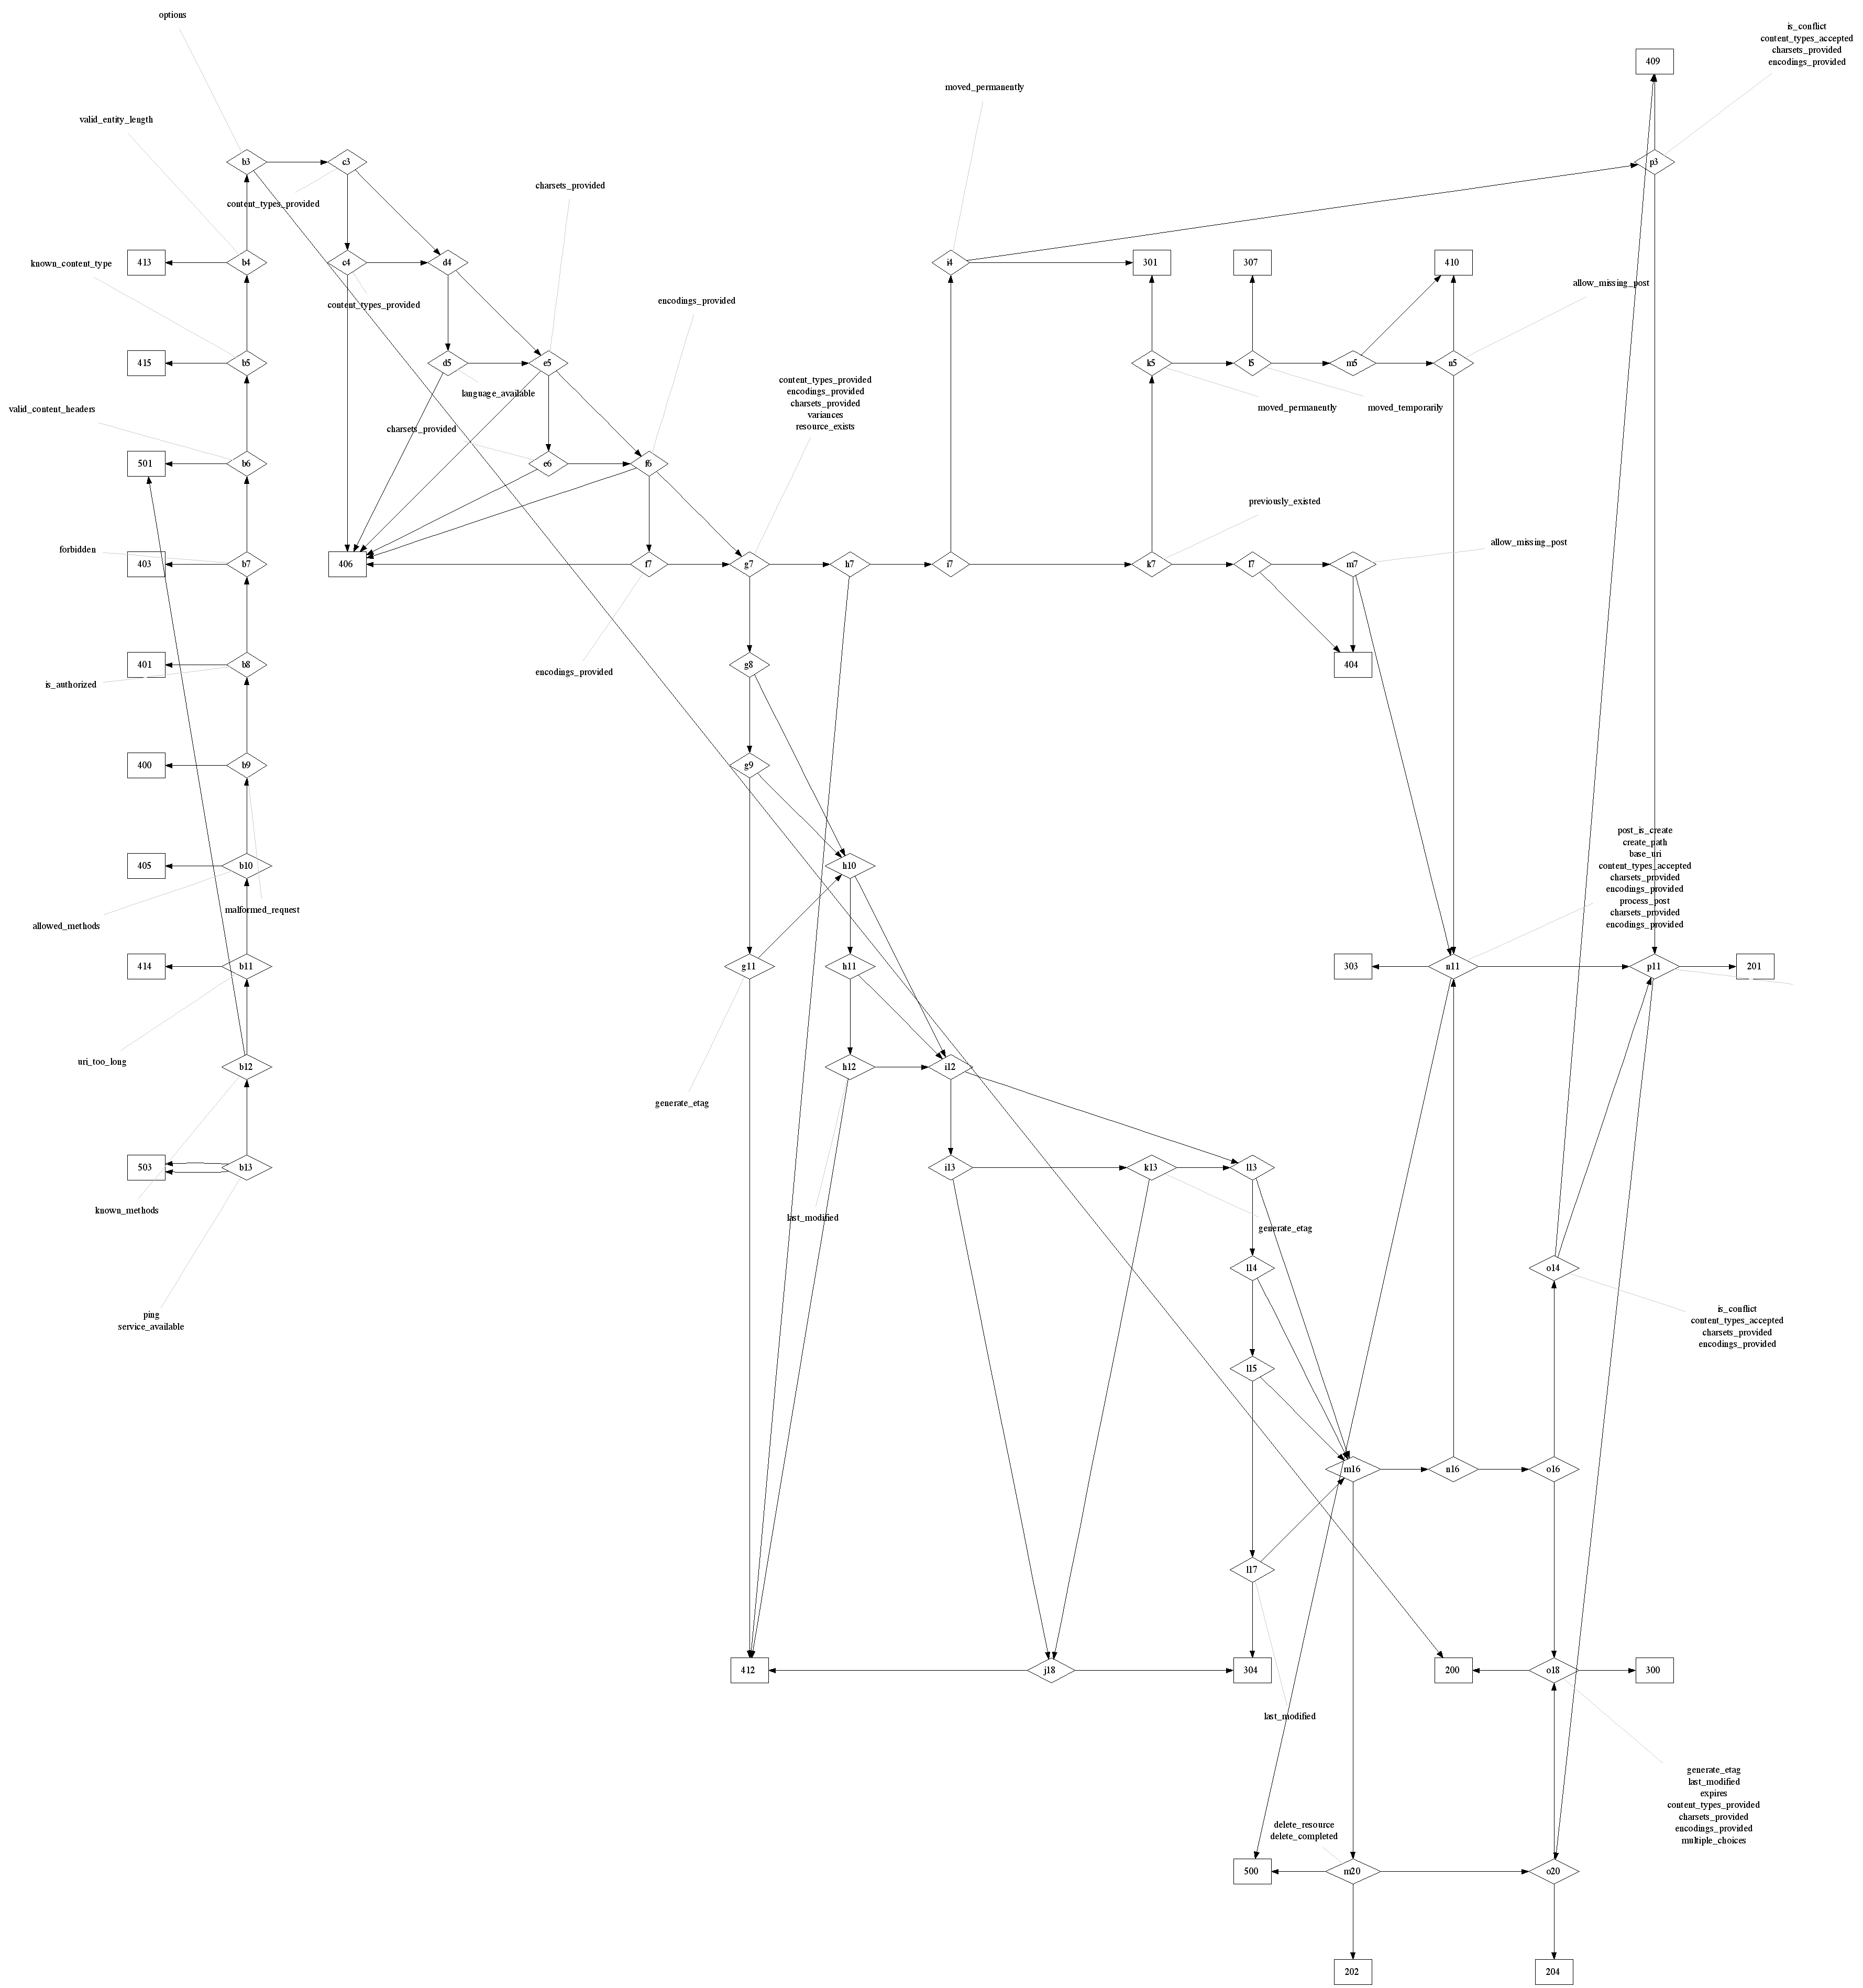 options
is_conflict
content_types_accepted
charsets_provided
encodings_provided
409
moved_permanently
valid_entity_length
b3
c3
p3
charsets_provided
content_types_provided
known_content_type
413
b4
c4
d4
i4
301
307
410
allow_missing_post
content_types_provided
encodings_provided
415
b5
d5
e5
k5
l5
m5
n5
language_available
content_types_provided
encodings_provided
charsets_provided
variances
resource_exists
moved_permanently
moved_temporarily
valid_content_headers
charsets_provided
501
b6
e6
f6
previously_existed
allow_missing_post
forbidden
403
b7
406
f7
g7
h7
i7
k7
l7
m7
401
b8
is_authorized
encodings_provided
g8
404
400
b9
g9
post_is_create
create_path
base_uri
content_types_accepted
charsets_provided
encodings_provided
process_post
charsets_provided
encodings_provided
405
b10
h10
malformed_request
allowed_methods
414
b11
g11
h11
303
n11
p11
201
uri_too_long
b12
h12
i12
generate_etag
503
b13
i13
k13
l13
known_methods
last_modified
generate_etag
l14
o14
ping
service_available
is_conflict
content_types_accepted
charsets_provided
encodings_provided
l15
m16
n16
o16
l17
412
j18
304
200
o18
300
last_modified
generate_etag
last_modified
expires
content_types_provided
charsets_provided
encodings_provided
multiple_choices
delete_resource
delete_completed
500
m20
o20
202
204